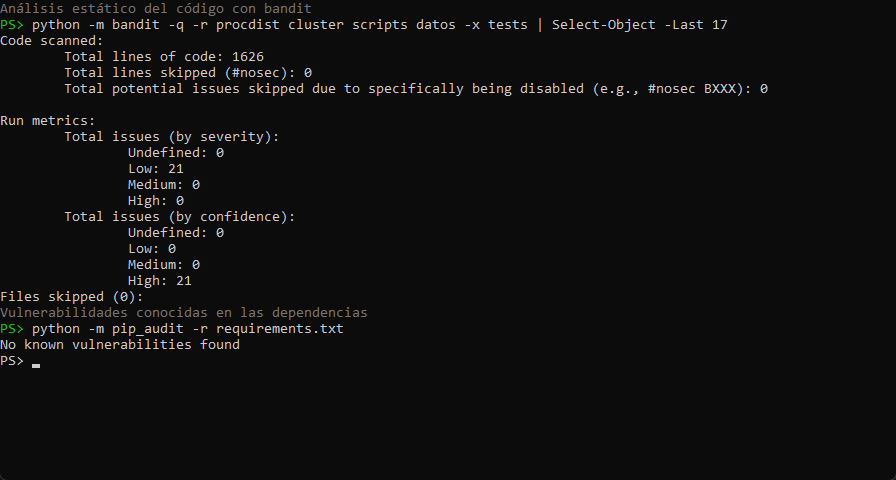 Análisis estático del código con bandit
PS> python -m bandit -q -r procdist cluster scripts datos -x tests | Select-Object -Last 17
Code scanned:
        Total lines of code: 1626
        Total lines skipped (#nosec): 0
        Total potential issues skipped due to specifically being disabled (e.g., #nosec BXXX): 0

Run metrics:
        Total issues (by severity):
                Undefined: 0
                Low: 21
                Medium: 0
                High: 0
        Total issues (by confidence):
                Undefined: 0
                Low: 0
                Medium: 0
                High: 21
Files skipped (0):
Vulnerabilidades conocidas en las dependencias
PS> python -m pip_audit -r requirements.txt
No known vulnerabilities found
PS>